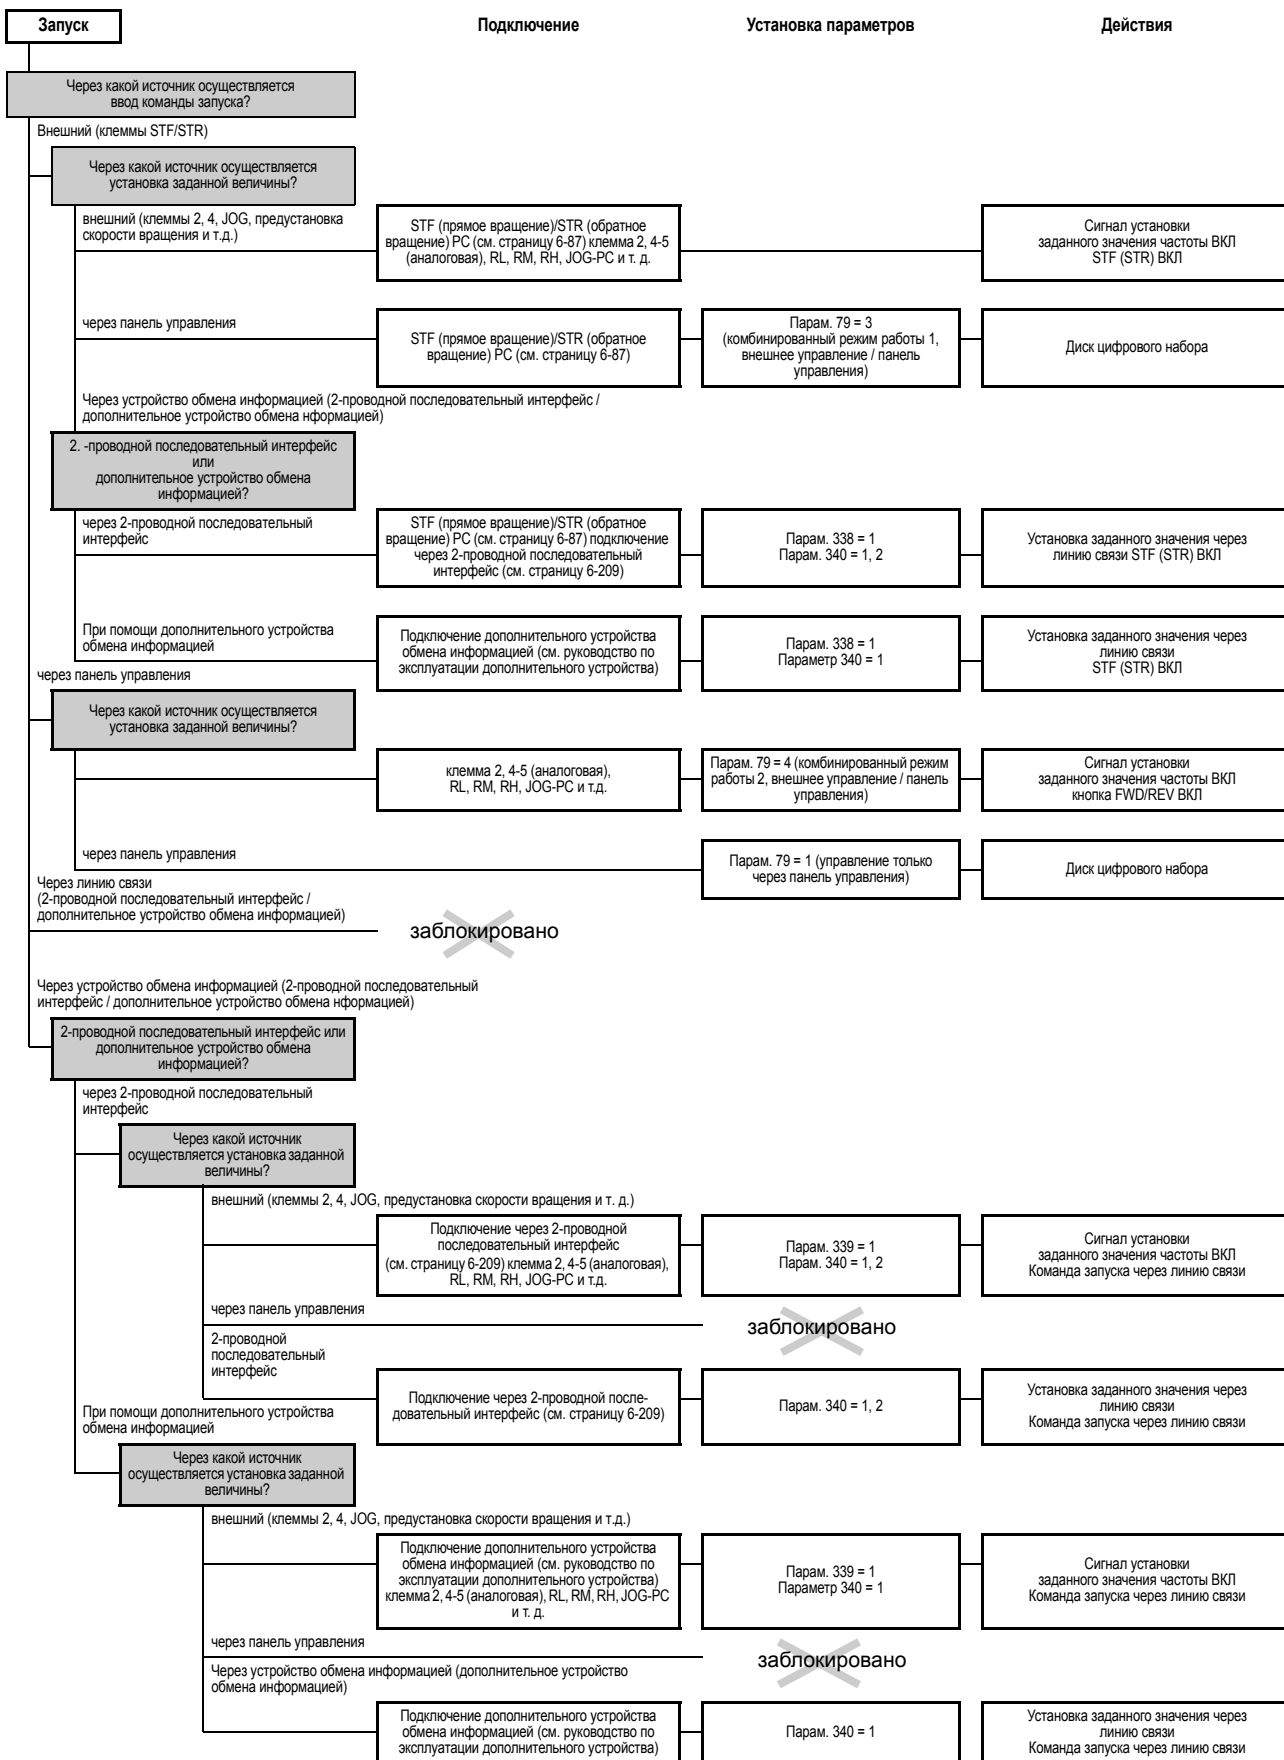 Запуск
Подключение
Установка параметров
Действия
Через какой источник осуществляется
ввод команды запуска?
Внешний (клеммы STF/STR)
Через какой источник осуществляется
установка заданной величины?
внешний (клеммы 2, 4, JOG, предустановка
скорости вращения и т.д.)
STF (прямое вращение)/STR (обратное
вращение) PC (см. страницу 6-87) клемма 2, 4-5
(аналоговая), RL, RM, RH, JOG-PC и т. д.
Сигнал установки
заданного значения частоты ВКЛ
STF (STR) ВКЛ
через панель управления
STF (прямое вращение)/STR (обратное
вращение) PC (см. страницу 6-87)
Парам. 79 = 3
(комбинированный режим работы 1,
внешнее управление / панель
управления)
Диск цифрового набора
Через устройство обмена информацией (2-проводной последовательный интерфейс /
дополнительное устройство обмена нформацией)
2. -проводной последовательный интерфейс
или
дополнительное устройство обмена
информацией?
через 2-проводной последовательный
интерфейс
STF (прямое вращение)/STR (обратное
вращение) PC (см. страницу 6-87) подключение
через 2-проводной последовательный
интерфейс (см. страницу 6-209)
Парам. 338 = 1
Парам. 340 = 1, 2
Установка заданного значения через
линию связи STF (STR) ВКЛ
При помощи дополнительного устройства
обмена информацией
Подключение дополнительного устройства
обмена информацией (см. руководство по
эксплуатации дополнительного устройства)
Парам. 338 = 1
Параметр 340 = 1
Установка заданного значения через
линию связи
STF (STR) ВКЛ
через панель управления
Через какой источник осуществляется
установка заданной величины?
клемма 2, 4-5 (аналоговая),
RL, RM, RH, JOG-PC и т.д.
Парам. 79 = 4 (комбинированный режим
работы 2, внешнее управление / панель
управления)
Сигнал установки
заданного значения частоты ВКЛ
кнопка FWD/REV ВКЛ
через панель управления
Парам. 79 = 1 (управление только
через панель управления)
Диск цифрового набора
Через линию связи
(2-проводной последовательный интерфейс /
дополнительное устройство обмена информацией)
заблокировано
Через устройство обмена информацией (2-проводной последовательный
интерфейс / дополнительное устройство обмена нформацией)
2-проводной последовательный интерфейс или
дополнительное устройство обмена
информацией?
через 2-проводной последовательный
интерфейс
Через какой источник
осуществляется установка заданной
величины?
внешний (клеммы 2, 4, JOG, предустановка скорости вращения и т. д.)
Подключение через 2-проводной
последовательный интерфейс
(см. страницу 6-209) клемма 2, 4-5 (аналоговая),
RL, RM, RH, JOG-PC и т.д.
Парам. 339 = 1
Парам. 340 = 1, 2
Сигнал установки
заданного значения частоты ВКЛ
Команда запуска через линию связи
через панель управления
заблокировано
2-проводной
последовательный
интерфейс
Подключение через 2-проводной после-
довательный интерфейс (см. страницу 6-209)
Парам. 340 = 1, 2
Установка заданного значения через
линию связи
Команда запуска через линию связи
При помощи дополнительного устройства
обмена информацией
Через какой источник
осуществляется установка заданной
величины?
внешний (клеммы 2, 4, JOG, предустановка скорости вращения и т.д.)
Подключение дополнительного устройства
обмена информацией (см. руководство по
эксплуатации дополнительного устройства)
клемма 2, 4-5 (аналоговая), RL, RM, RH, JOG-PC
и т. д.
Парам. 339 = 1
Параметр 340 = 1
Сигнал установки
заданного значения частоты ВКЛ
Команда запуска через линию связи
через панель управления
заблокировано
Через устройство обмена информацией (дополнительное устройство
обмена информацией)
Подключение дополнительного устройства
обмена информацией (см. руководство по
эксплуатации дополнительного устройства)
Парам. 340 = 1
Установка заданного значения через
линию связи
Команда запуска через линию связи